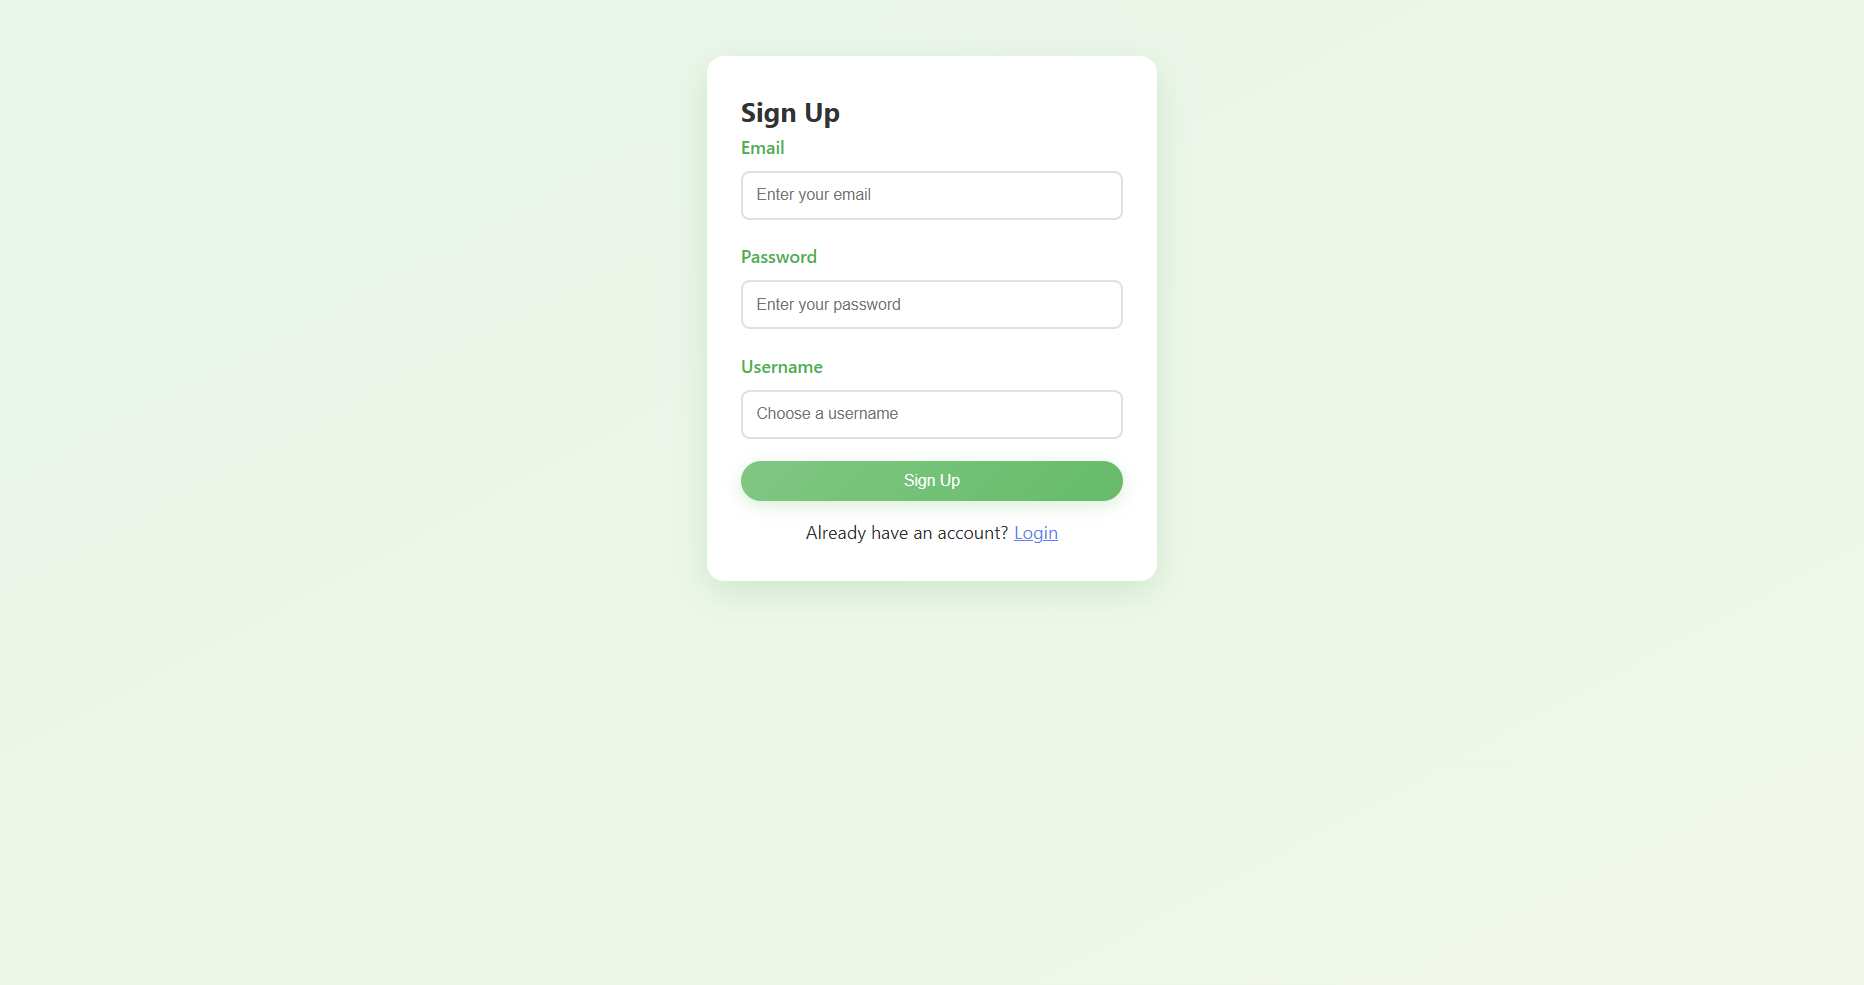 Sign Up
Email
Enter your email
Password
Enter your password
Username
Choose a username
Sign Up
Already have an account? Login